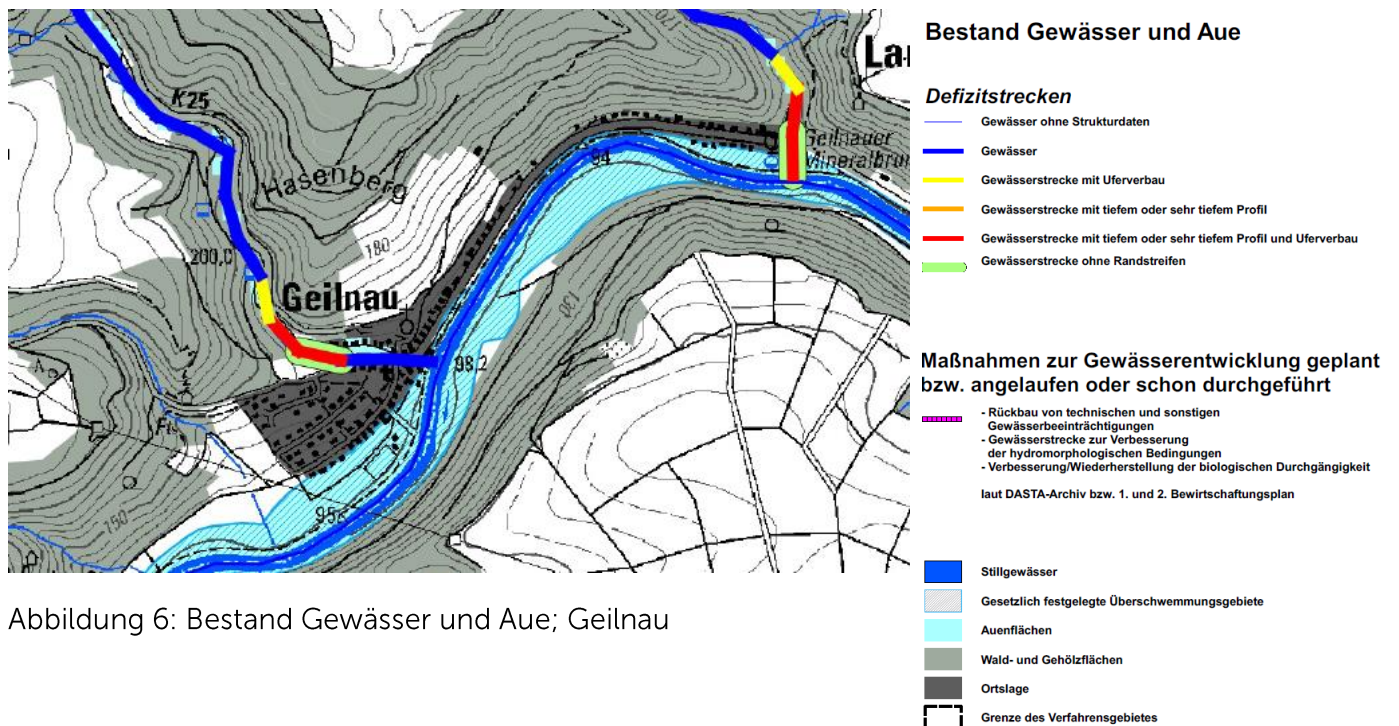 K25
La
Geilnauer
Mineralbru
94
Hasenberg
180
200,0
Geilnau
130
93,2
150
Bestand Gewässer und Aue
Defizitstrecken
Gewässer ohne Strukturdaten
Gewässer
Gewässerstrecke mit Uferverbau
Gewässerstrecke mit tiefem oder sehr tiefem Profil
Gewässerstrecke mit tiefem oder sehr tiefem Profil und Uferverbau
Gewässerstrecke ohne Randstreifen
Maßnahmen zur Gewässerentwicklung geplant
bzw. angelaufen oder schon durchgeführt
- Rückbau von technischen und sonstigen
Gewässerbeeinträchtigungen
- Gewässerstrecke zur Verbesserung
der hydromorphologischen Bedingungen
- Verbesserung/Wiederherstellung der biologischen Durchgängigkeit
laut DASTA-Archiv bzw. 1. und 2. Bewirtschaftungsplan
Stillgewässer
Gesetzlich festgelegte Überschwemmungsgebiete
Auenflächen
Wald- und Gehölzflächen
Ortslage
Grenze des Verfahrensgebietes
Abbildung 6: Bestand Gewässer und Aue; Geilnau